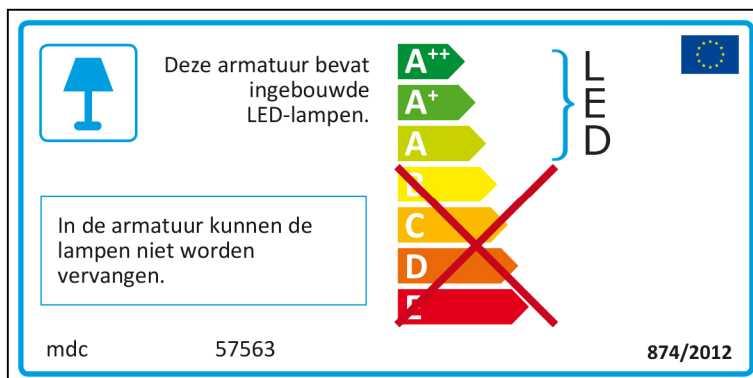 Deze armatuur bevat
ingebouwde
LED-lampen.
A++
A+
A
B
C
D
E
L
E
D
In de armatuur kunnen de
lampen niet worden
vervangen.
mdc 57563
874/2012